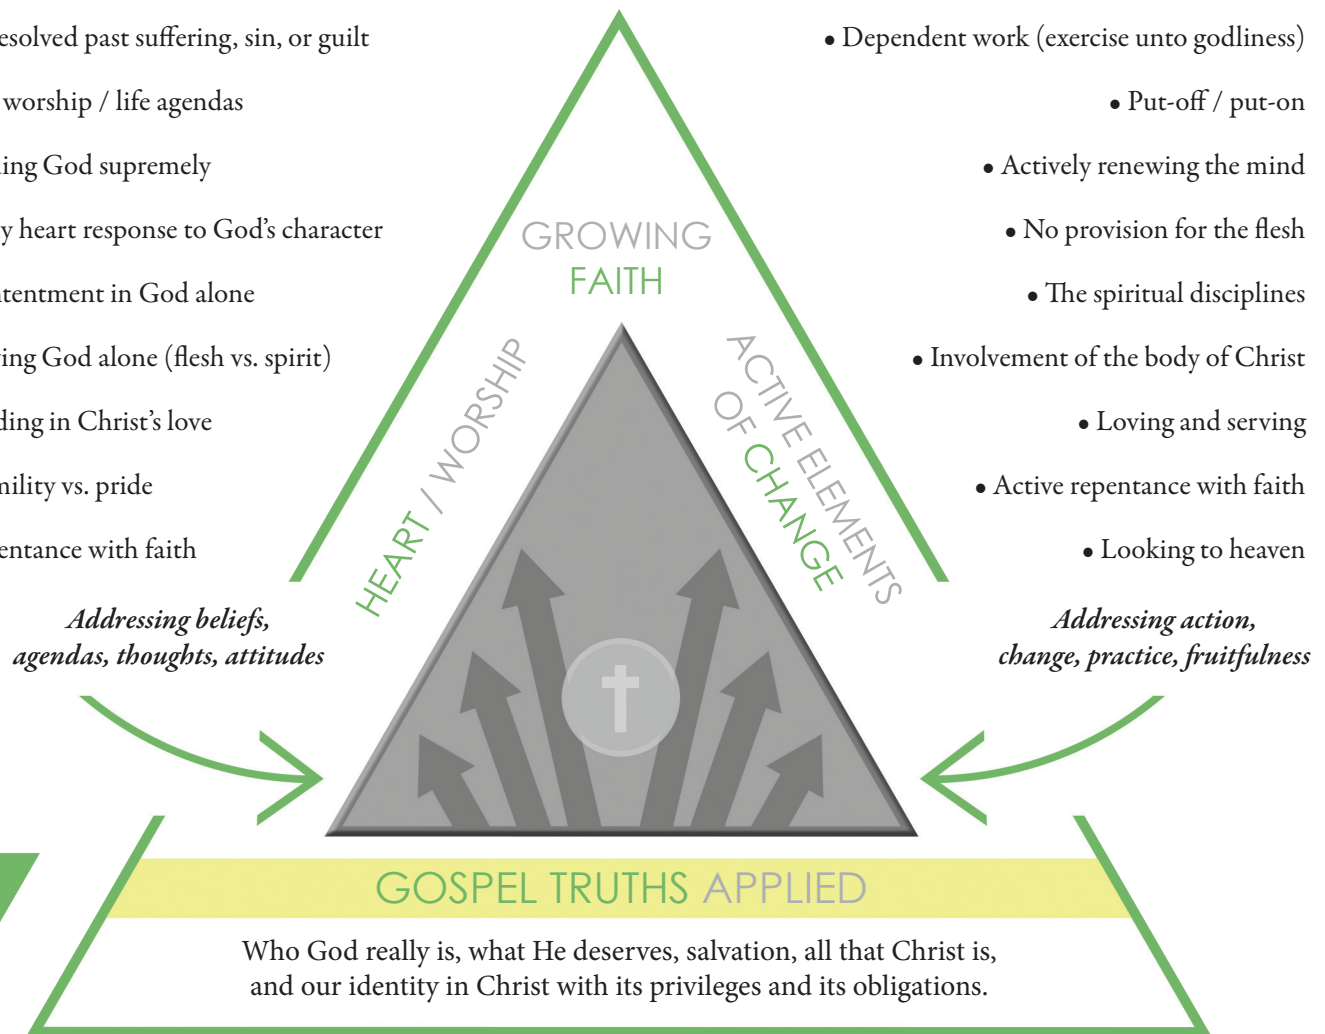 esolved past suffering, sin, or guilt
worship / life agendas
ing God supremely
y heart response to God’s character
ntentment in God alone
ing God alone (flesh vs. spirit)
ding in Christ’s love
mility vs. pride
entance with faith
Addressing beliefs,
agendas, thoughts, attitudes
GROWING
FAITH
HEART / WORSHIP
ACTIVE ELEMENTS
OF CHANGE
• Dependent work (exercise unto godliness)
• Put-off / put-on
• Actively renewing the mind
• No provision for the flesh
• The spiritual disciplines
• Involvement of the body of Christ
• Loving and serving
• Active repentance with faith
• Looking to heaven
Addressing action,
change, practice, fruitfulness
GOSPEL TRUTHS APPLIED
Who God really is, what He deserves, salvation, all that Christ is,
and our identity in Christ with its privileges and its obligations.